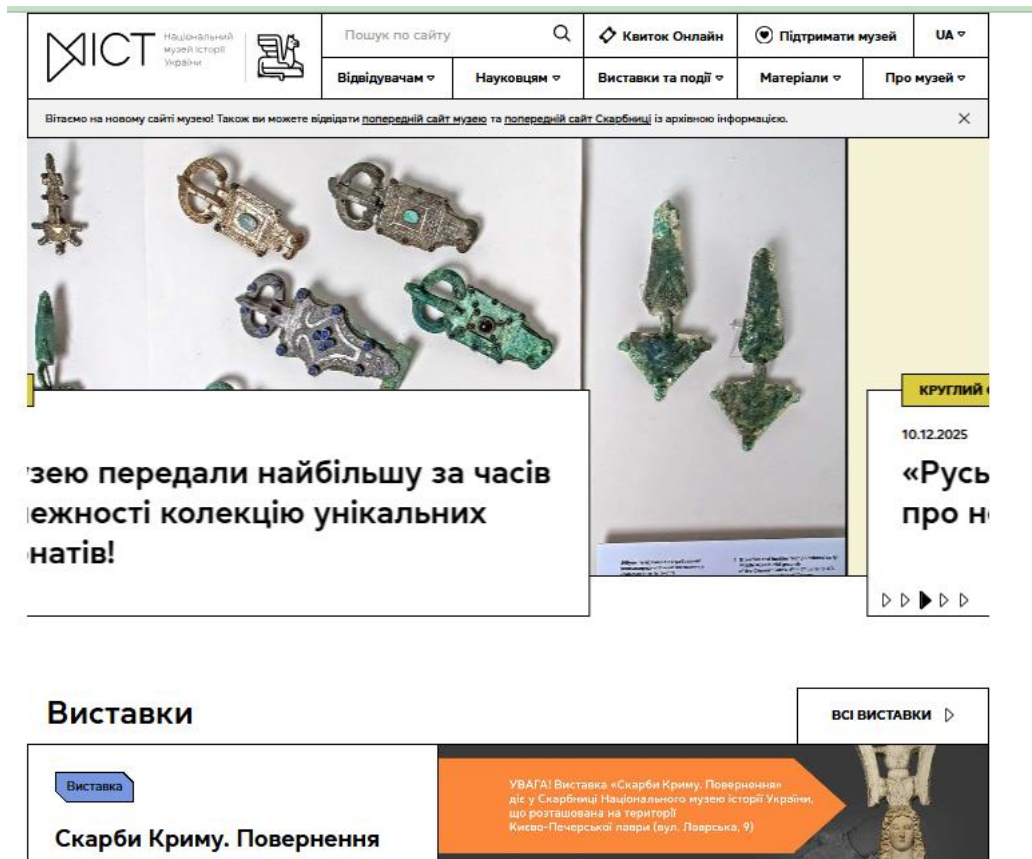 МІСТ
Національний
музей історії
України
Пошук по сайту
Квиток Онлайн
Підтримати музей
UA
Відвідувачам
Науковцям
Виставки та події
Матеріали
Про музей
Вітаємо на новому сайті музею! Також ви можете відвідати попередній сайт музею та попередній сайт Скарбниці із архівною інформацією.
КРУГЛИЙ
10.12.2025
зею передали найбільшу за часів
ежності колекцію унікальних
натів!
«Русь
про н
Виставки
ВСІ ВИСТАВКИ
Виставка
Скарби Криму. Повернення
УВАГА! Виставка «Скарби Криму. Повернення»
діє у Скарбниці Національного музею історії України,
що розташована на території
Києво-Печерської лаври (вул. Лаврська, 9)